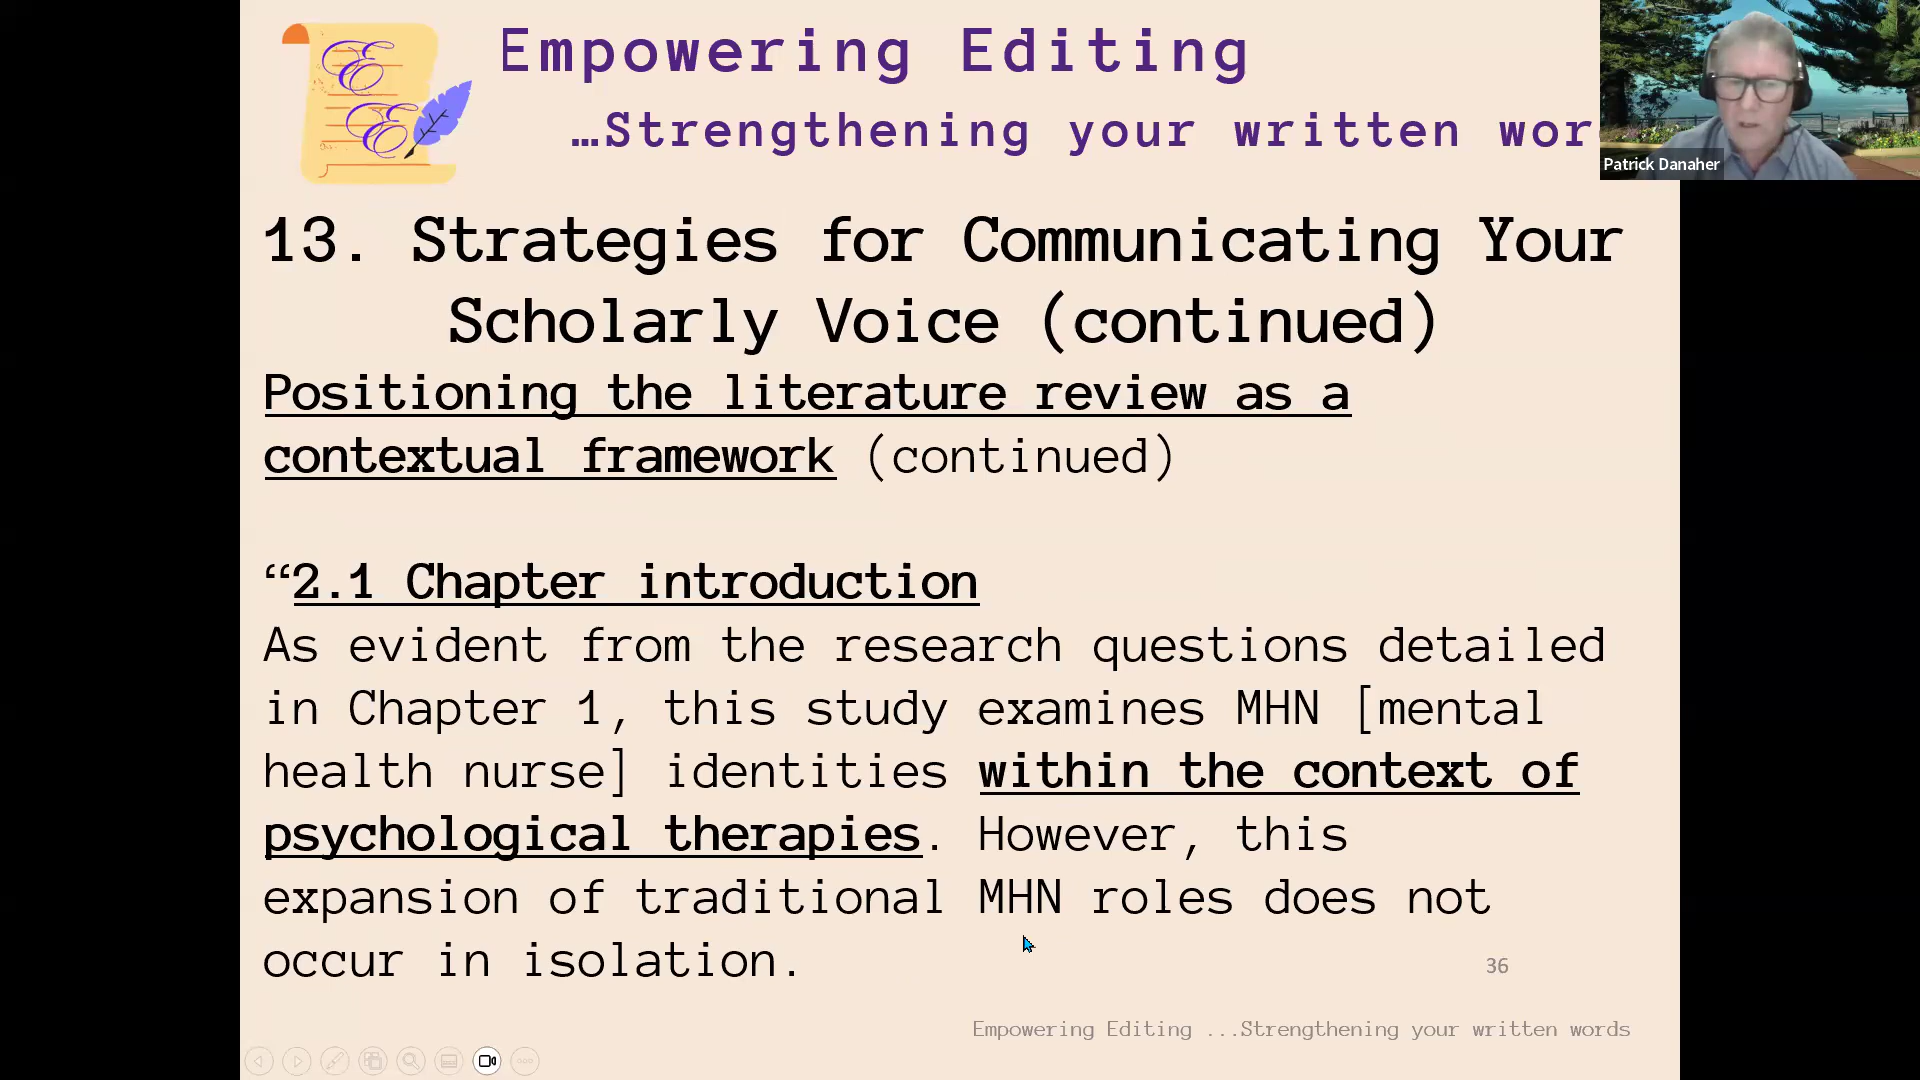 EE
Empowering Editing
…Strengthening your written wor
Patrick Danaher
13. Strategies for Communicating Your
Scholarly Voice (continued)
Positioning the literature review as a
contextual framework (continued)
“2.1 Chapter introduction
As evident from the research questions detailed
in Chapter 1, this study examines MHN [mental
health nurse] identities within the context of
psychological therapies. However, this
expansion of traditional MHN roles does not
occur in isolation.
36
Empowering Editing ...Strengthening your written words